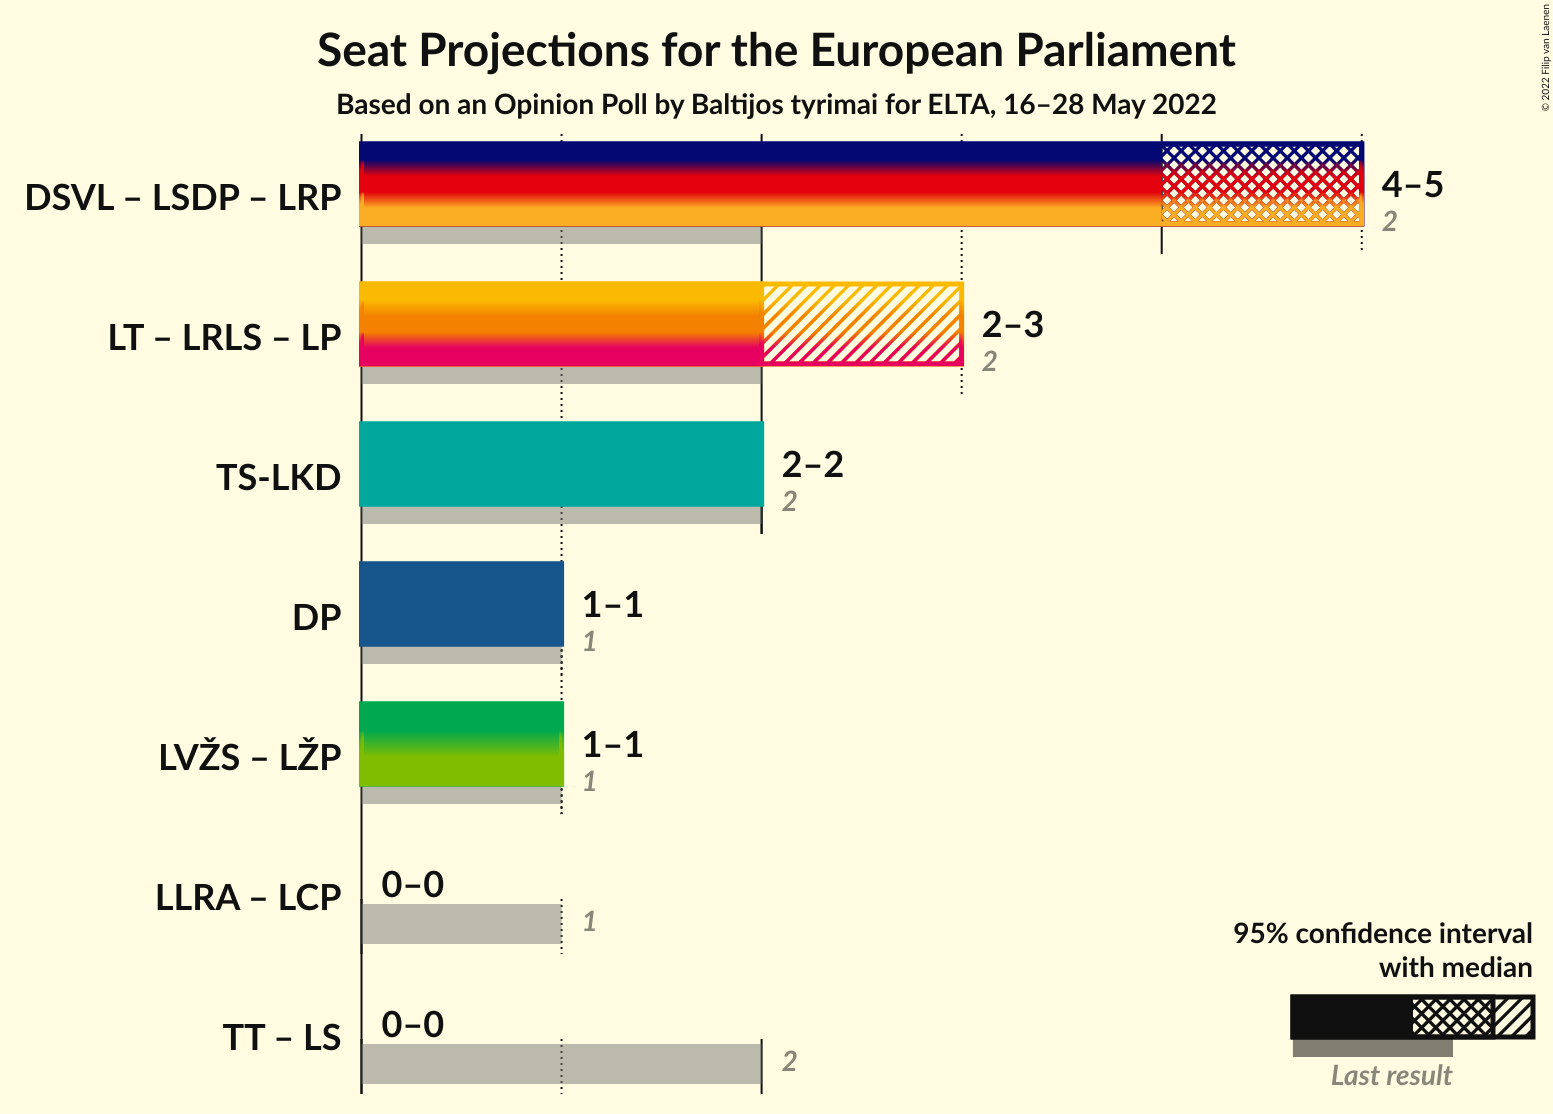 Seat Projections for the European Parliament
Based on an Opinion Poll by Baltijos tyrimai for ELTA, 16–28 May 2022
© 2022 Filip van Laenen
DSVL – LSDP – LRP
4–5
2
LT – LRLS – LP
2–3
2
TS-LKD
2–2
2
DP
1–1
1
LVŽS – LŽP
1–1
1
LLRA – LCP
0–0
1
TT – LS
0–0
2
95% confidence interval
with median
Last result